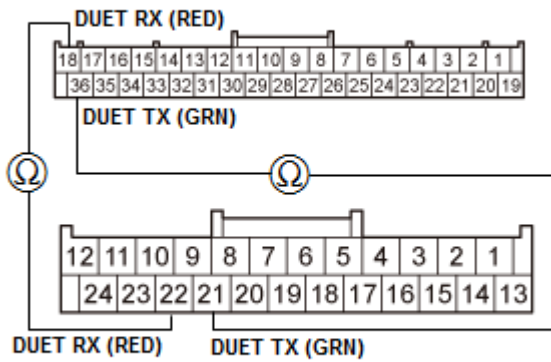 DUET RX (RED)
18 17 16 15 14 13 12 11 10 9 8 7 6 5 4 3 2 1
36 35 34 33 32 31 30 29 28 27 26 25 24 23 22 21 20 19
DUET TX (GRN)
Ω Ω
12 11 10 9 8 7 6 5 4 3 2 1
24 23 22 21 20 19 18 17 16 15 14 13
DUET RX (RED) DUET TX (GRN)